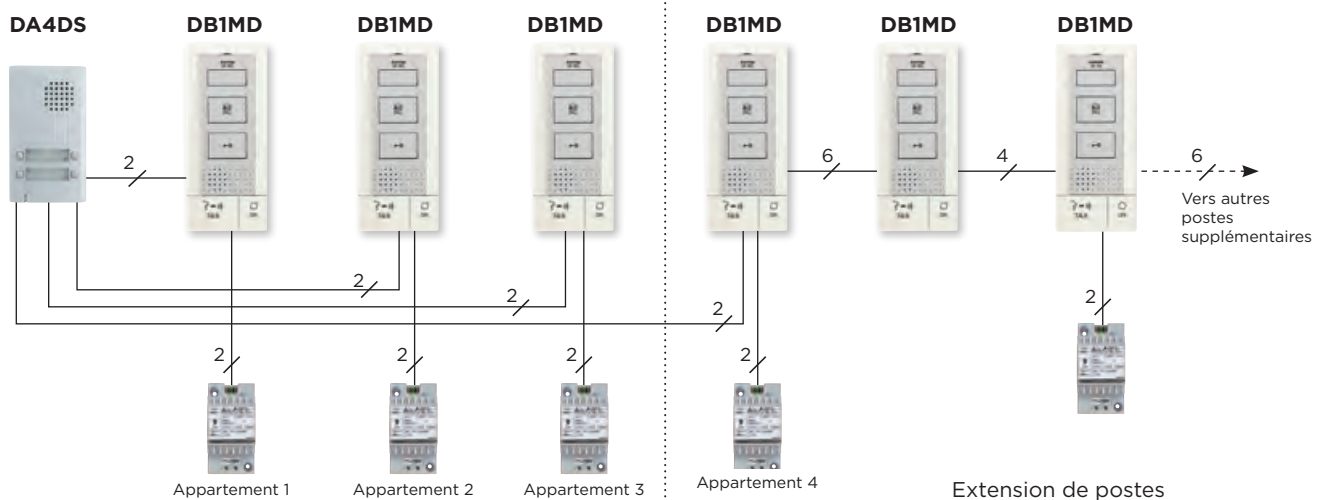 DA4DS DB1MD DB1MD DB1MD DB1MD DB1MD DB1MD
2 6 4 6
Vers autres
postes
supplémentaires
2
2
2
2 2 2 2 2
Appartement 1 Appartement 2 Appartement 3 Appartement 4
Extension de postes